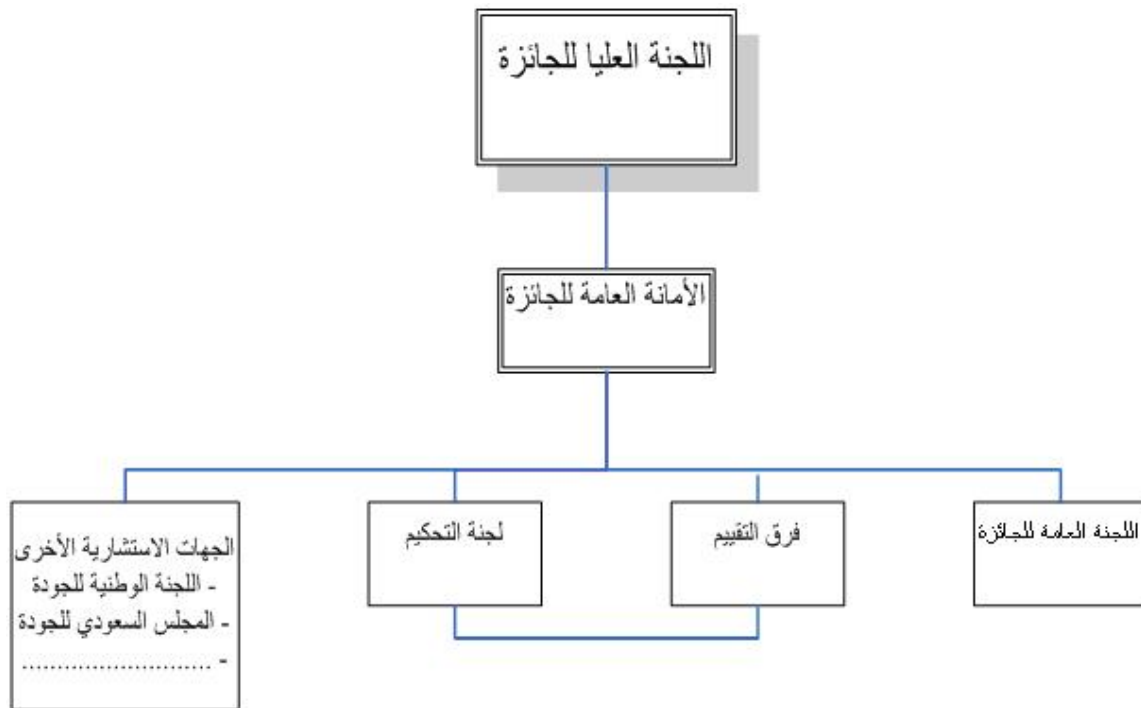 اللجنة العليا للجائزة
الأمانة العامة للجائزة
اللجنة العامة للجائزة
فرق التقييم
لجنة التحكيم
الجهات الاستشارية الأخرى
- اللجنة الوطنية للجودة
- المجلس السعودي للجودة
- ...........................